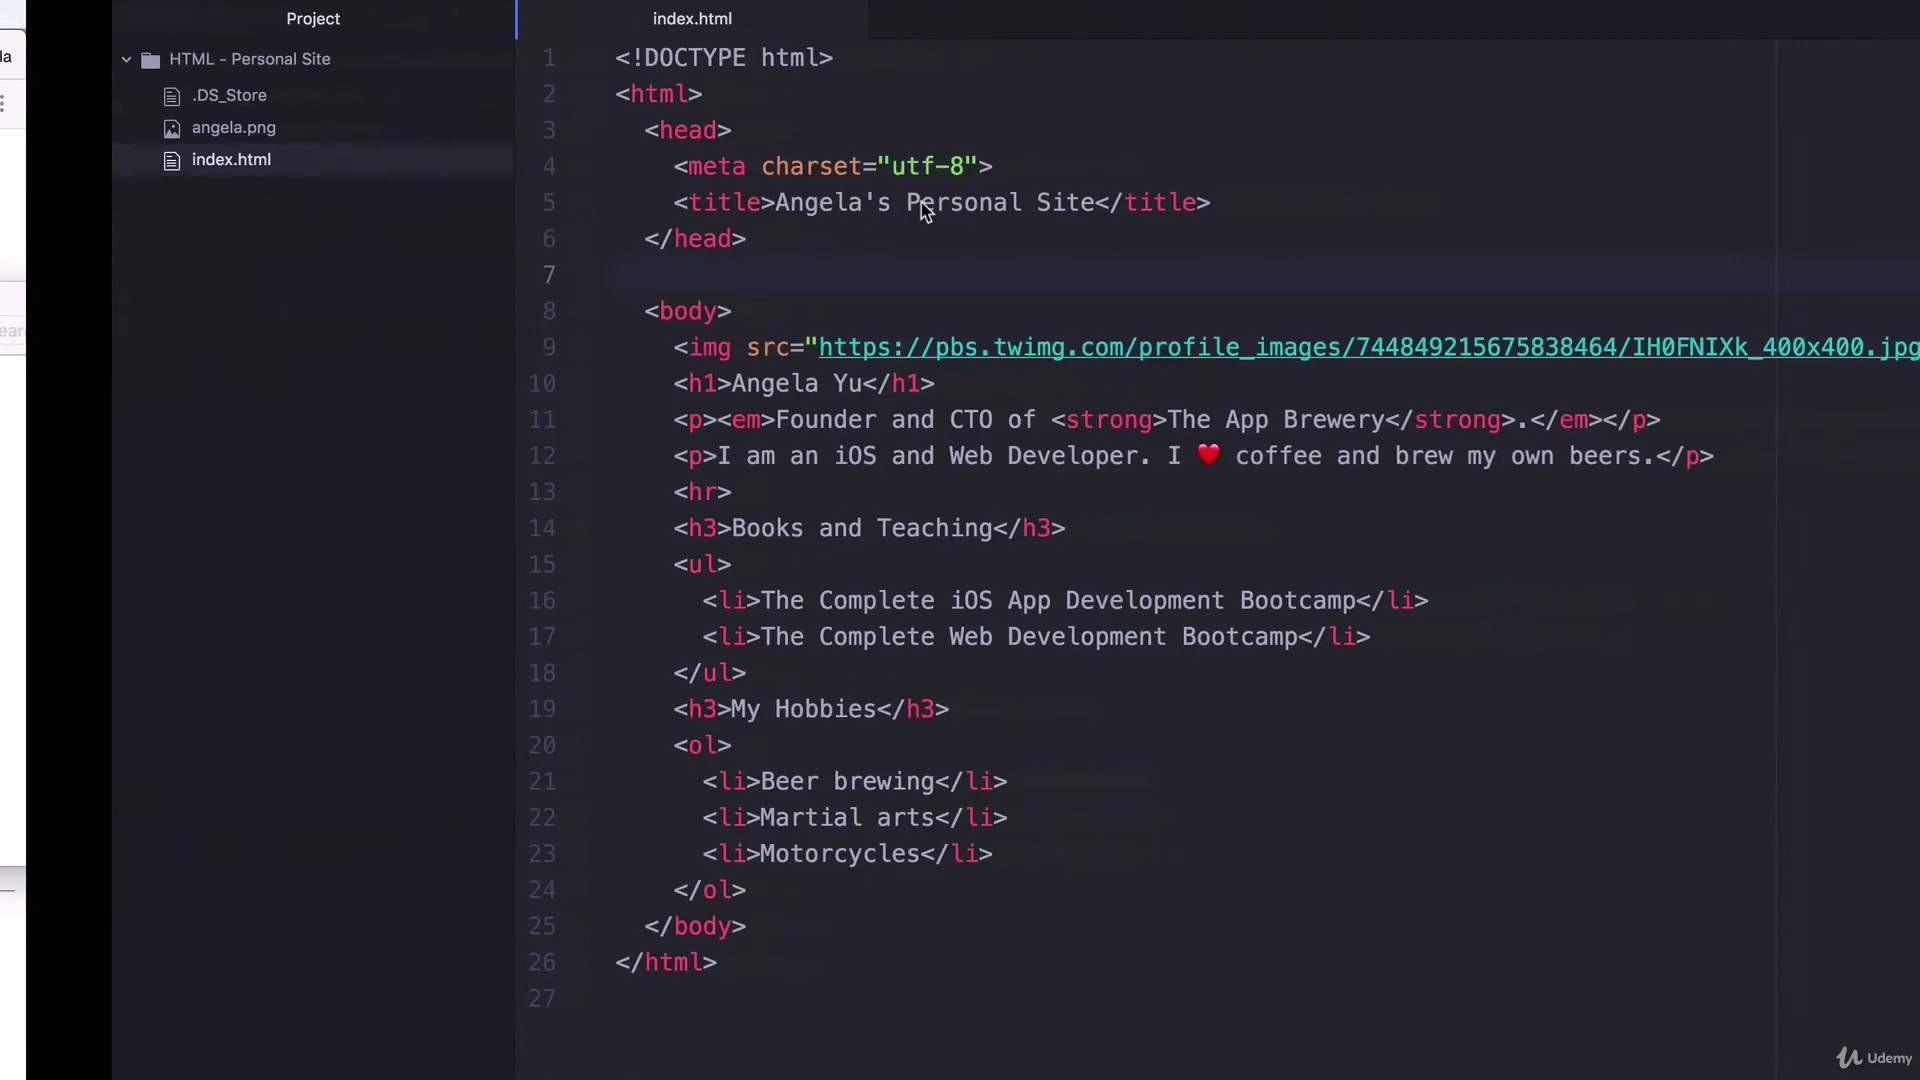 la
ear
Project
HTML - Personal Site
.DS_Store
angela.png
index.html
index.html
1 <!DOCTYPE html>
2 <html>
3 <head>
4 <meta charset="utf-8">
5 <title>Angela's Personal Site</title>
6 </head>
7
8 <body>
9 <img src="https://pbs.twimg.com/profile_images/744849215675838464/IH0FNIXk_400x400.jpg
10 <h1>Angela Yu</h1>
11 <p><em>Founder and CTO of <strong>The App Brewery</strong>.</em></p>
12 <p>I am an iOS and Web Developer. I ❤️ coffee and brew my own beers.</p>
13 <hr>
14 <h3>Books and Teaching</h3>
15 <ul>
16 <li>The Complete iOS App Development Bootcamp</li>
17 <li>The Complete Web Development Bootcamp</li>
18 </ul>
19 <h3>My Hobbies</h3>
20 <ol>
21 <li>Beer brewing</li>
22 <li>Martial arts</li>
23 <li>Motorcycles</li>
24 </ol>
25 </body>
26 </html>
27
Udemy